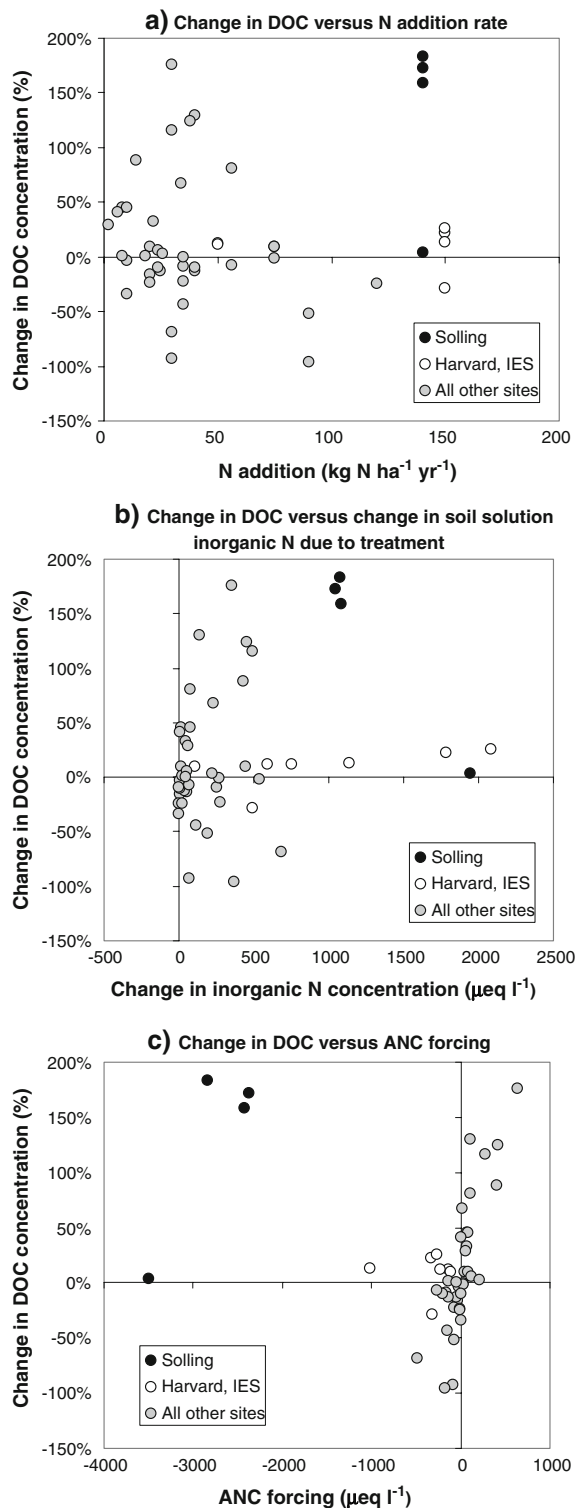 a) Change in DOC versus N addition rate
Change in DOC concentration (%)
200%
150%
100%
50%
0%
-50%
-100%
-150%
0
50
100
150
200
N addition (kg N ha⁻¹ yr⁻¹)
Solling
Harvard, IES
All other sites
b) Change in DOC versus change in soil solution
inorganic N due to treatment
Change in DOC concentration (%)
200%
150%
100%
50%
0%
-50%
-100%
-150%
-500
0
500
1000
1500
2000
2500
Change in inorganic N concentration (µeq l⁻¹)
Solling
Harvard, IES
All other sites
c) Change in DOC versus ANC forcing
Change in DOC concentration (%)
200%
150%
100%
50%
0%
-50%
-100%
-150%
-4000
-3000
-2000
-1000
0
1000
ANC forcing (µeq l⁻¹)
Solling
Harvard, IES
All other sites